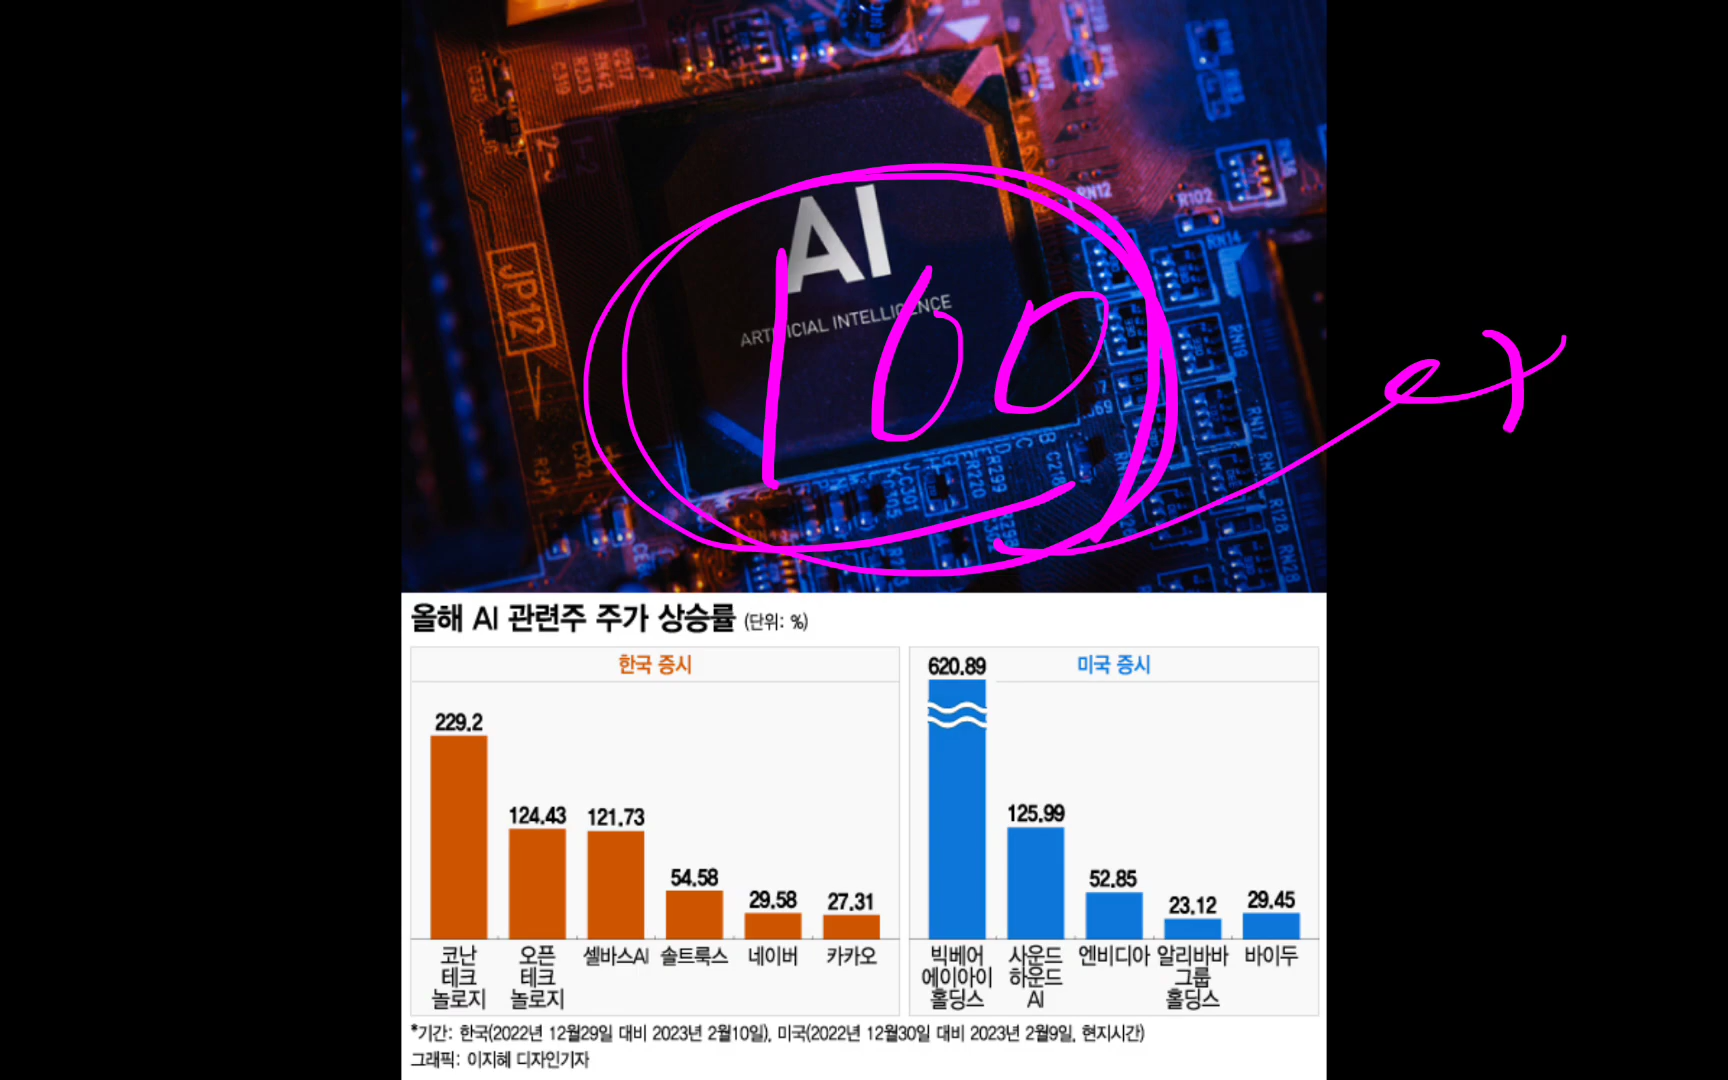 AI
ARTIFICIAL INTELLIGENCE
100
ex
JP12
RN12
R102
RN14
올해 AI 관련주 주가 상승률 (단위: %)
한국 증시
229.2
124.43
121.73
54.58
29.58
27.31
코난
테크
놀로지
오픈
테크
놀로지
셀바스AI
솔트룩스
네이버
카카오
미국 증시
620.89
125.99
52.85
23.12
29.45
빅베어
에이아이
홀딩스
사운드
하운드
AI
엔비디아
알리바바
그룹
홀딩스
바이두
*기간: 한국(2022년 12월29일 대비 2023년 2월10일), 미국(2022년 12월30일 대비 2023년 2월9일, 현지시간)
그래픽: 이지혜 디자인기자